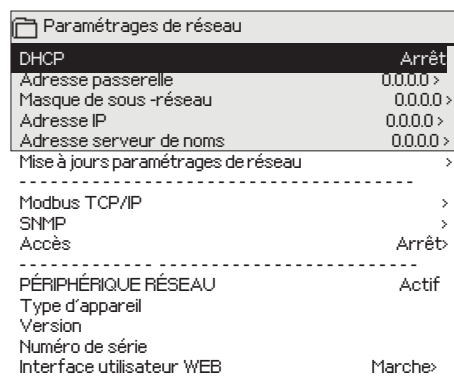 Paramétrages de réseau
DHCP Arrêt
Adresse passerelle 0.0.0.0 >
Masque de sous -réseau 0.0.0.0 >
Adresse IP 0.0.0.0 >
Adresse serveur de noms 0.0.0.0 >
Mise à jours paramétrages de réseau >
Modbus TCP/IP >
SNMP >
Accès Arrêt>
PÉRIPHÉRIQUE RÉSEAU Actif
Type d'appareil
Version
Numéro de série
Interface utilisateur WEB Marche>